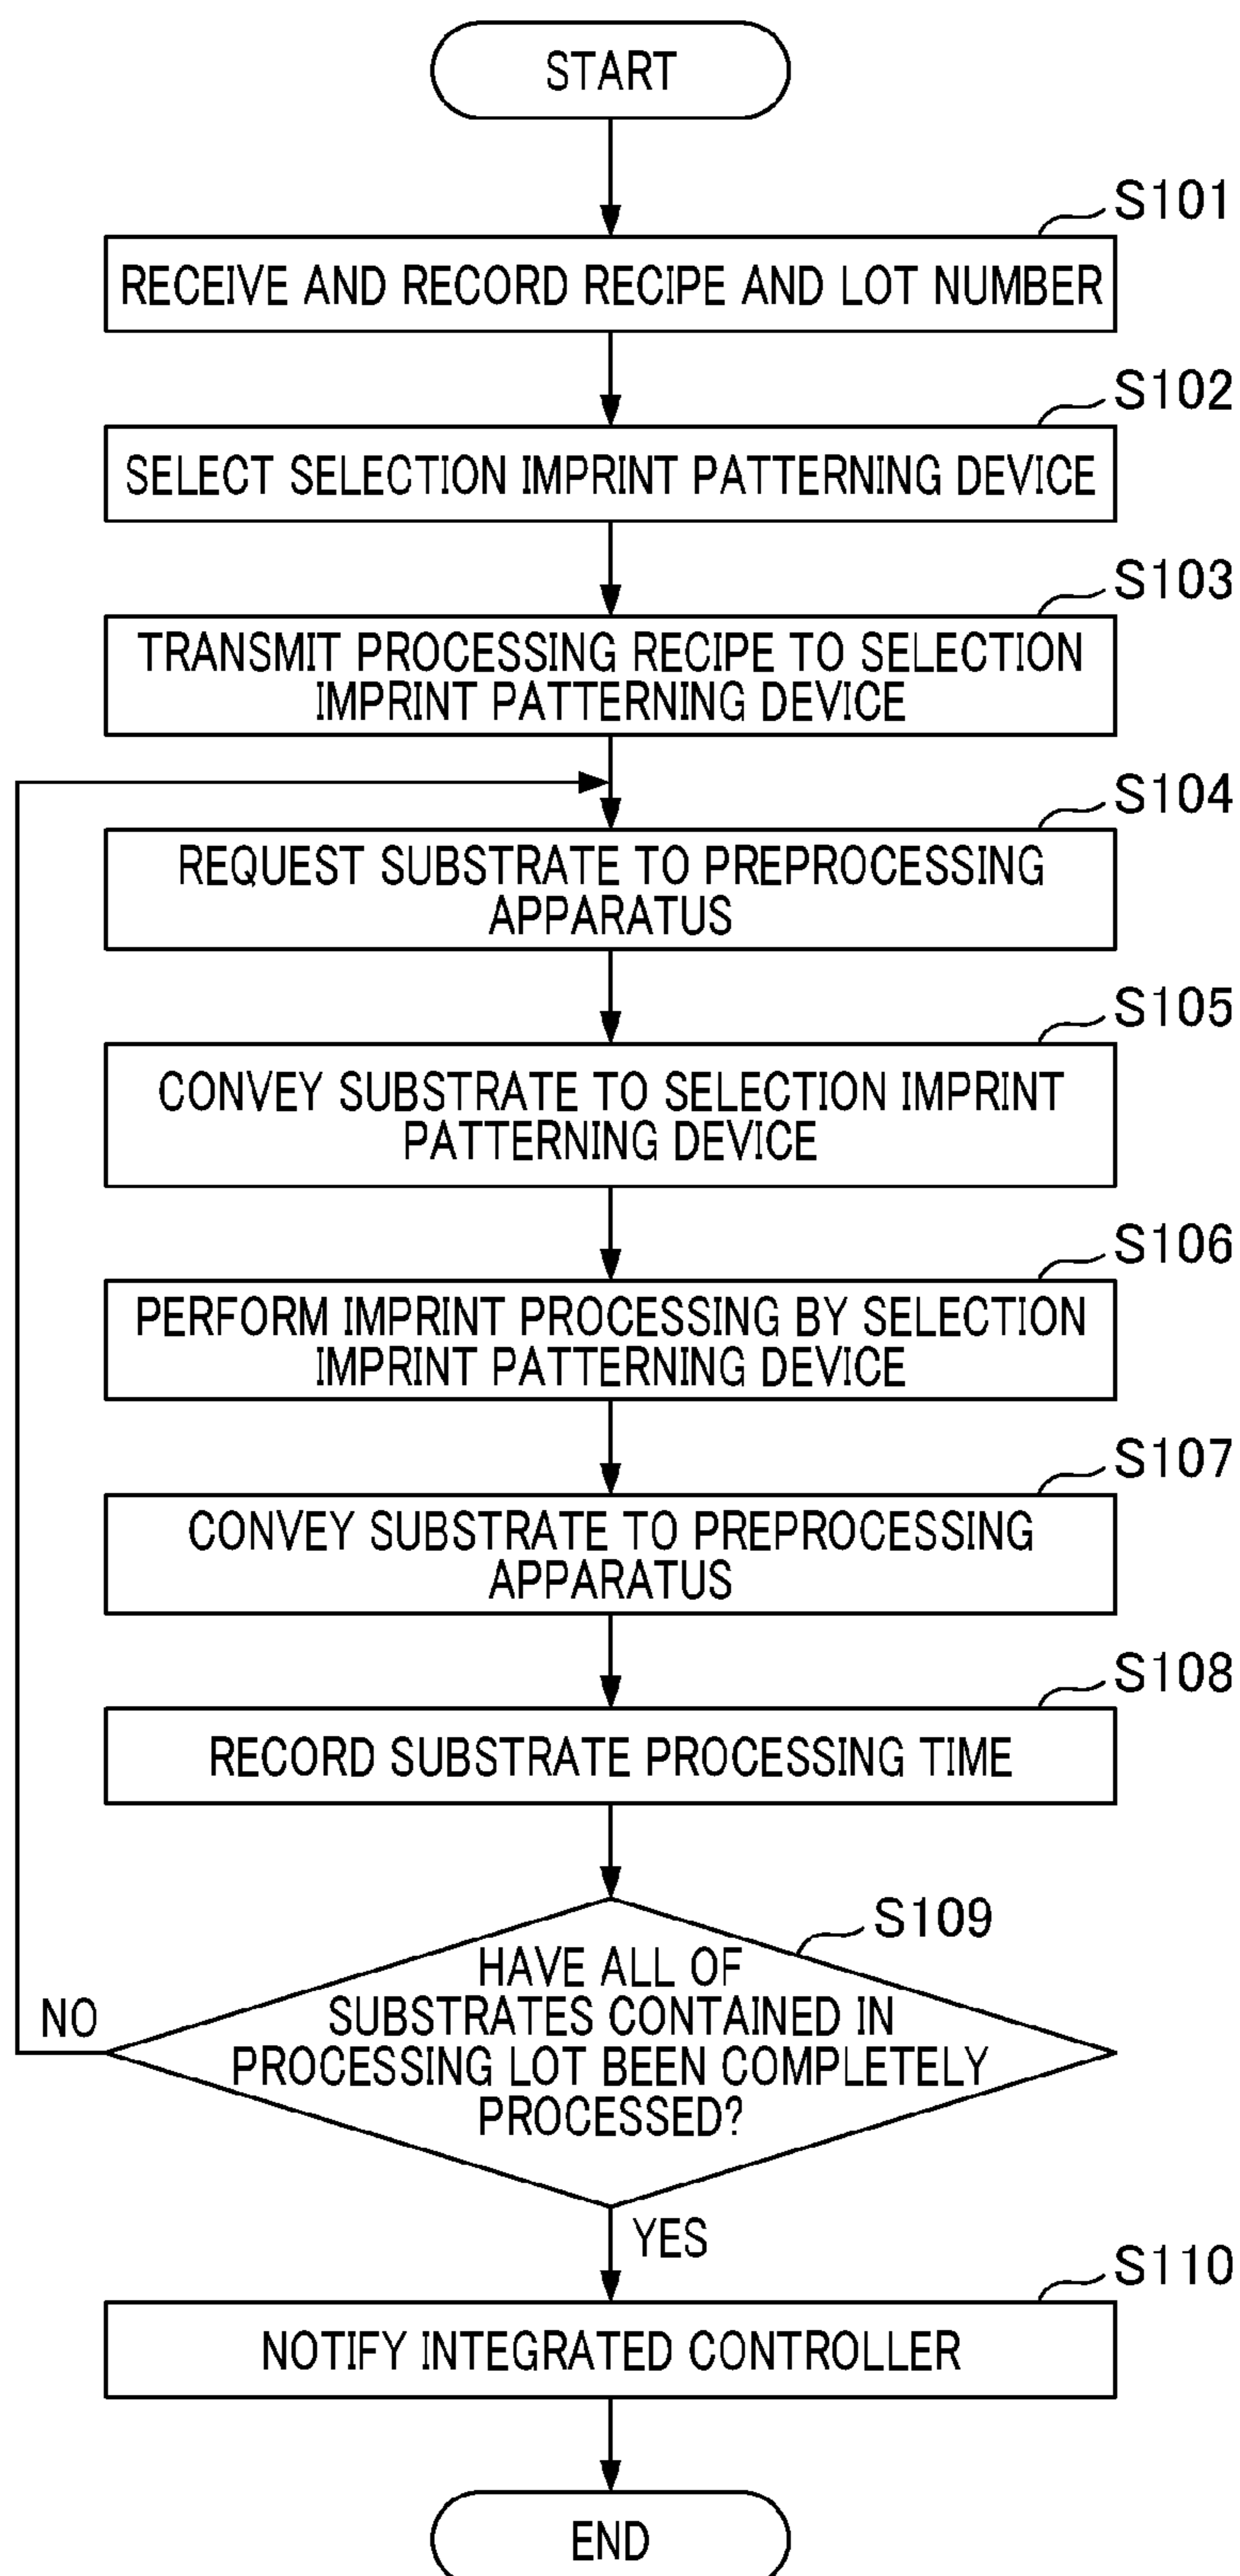 START
S101
RECEIVE AND RECORD RECIPE AND LOT NUMBER
S102
SELECT SELECTION IMPRINT PATTERNING DEVICE
S103
TRANSMIT PROCESSING RECIPE TO SELECTION
IMPRINT PATTERNING DEVICE
S104
REQUEST SUBSTRATE TO PREPROCESSING
APPARATUS
S105
CONVEY SUBSTRATE TO SELECTION IMPRINT
PATTERNING DEVICE
S106
PERFORM IMPRINT PROCESSING BY SELECTION
IMPRINT PATTERNING DEVICE
S107
CONVEY SUBSTRATE TO PREPROCESSING
APPARATUS
S108
RECORD SUBSTRATE PROCESSING TIME
S109
HAVE ALL OF
SUBSTRATES CONTAINED IN
PROCESSING LOT BEEN COMPLETELY
PROCESSED?
NO
YES
S110
NOTIFY INTEGRATED CONTROLLER
END